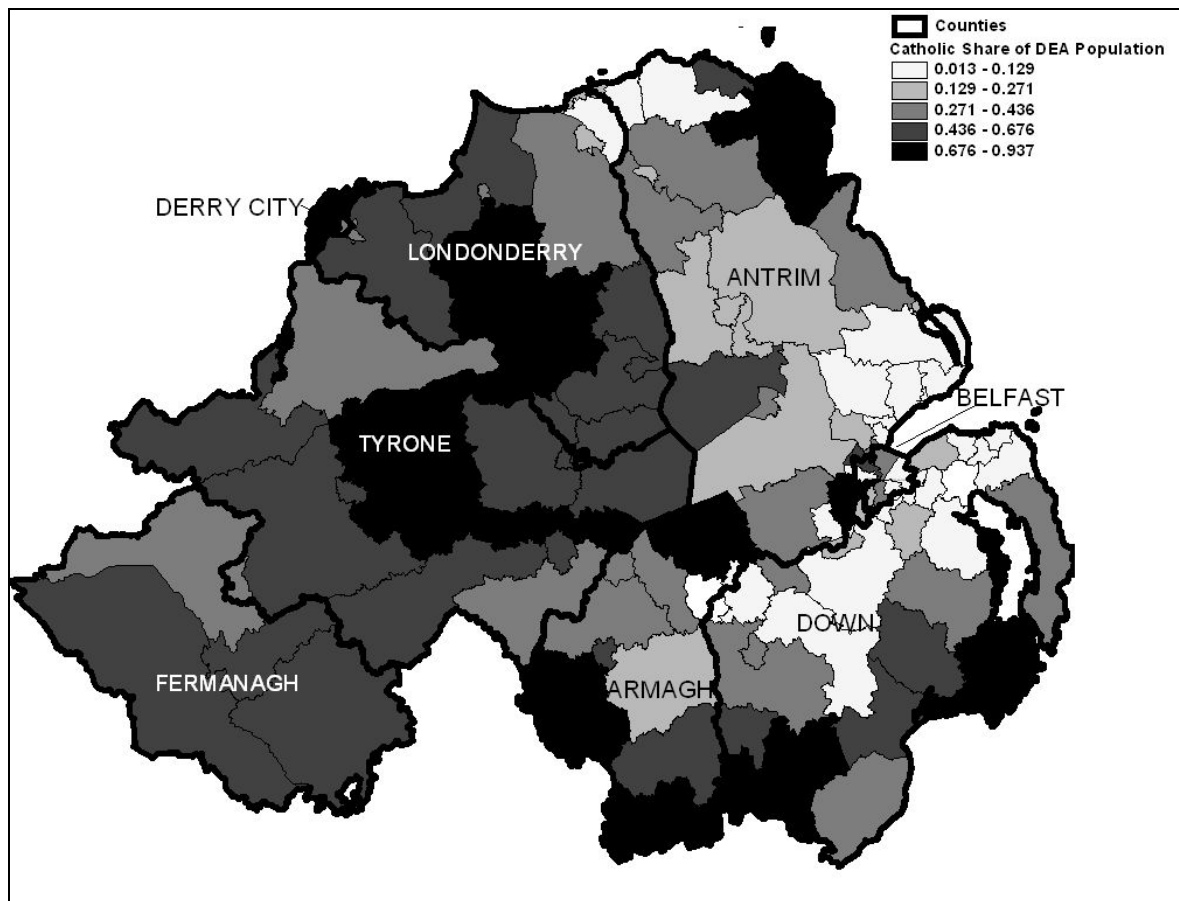 Counties
Catholic Share of DEA Population
0.013 - 0.129
0.129 - 0.271
0.271 - 0.436
0.436 - 0.676
0.676 - 0.937
DERRY CITY
LONDONDERRY
ANTRIM
BELFAST
TYRONE
DOWN
FERMANAGH
ARMAGH